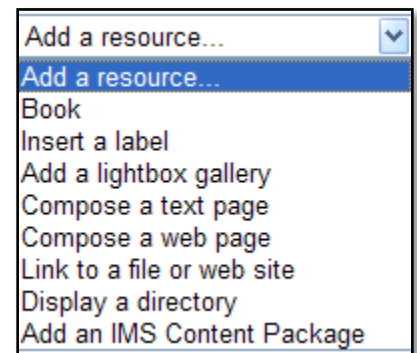 Add a resource...
Add a resource...
Book
Insert a label
Add a lightbox gallery
Compose a text page
Compose a web page
Link to a file or web site
Display a directory
Add an IMS Content Package